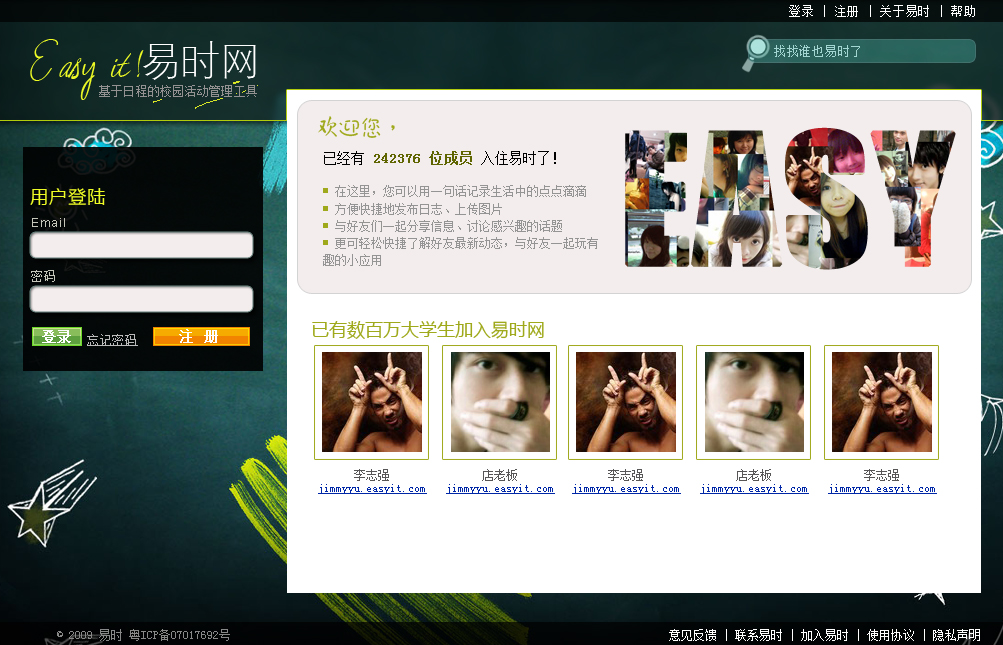 登录 | 注册 | 关于易时 | 帮助
Easy it!易时网
基于日程的校园活动管理工具
找找谁也易时了
欢迎您，
已经有 242376 位成员 入住易时了!
在这里，您可以用一句话记录生活中的点点滴滴
方便快捷地发布日志、上传图片
与好友们一起分享信息、讨论感兴趣的话题
更可轻松快捷了解好友最新动态，与好友一起玩有
趣的小应用
EASY
用户登陆
Email
密码
登录 忘记密码 注 册
已有数百万大学生加入易时网
李志强 店老板 李志强 店老板 李志强
jimmyyu.easyit.com jimmyyu.easyit.com jimmyyu.easyit.com jimmyyu.easyit.com jimmyyu.easyit.com
© 2009 易时 粤ICP备07017692号
意见反馈 | 联系易时 | 加入易时 | 使用协议 | 隐私声明